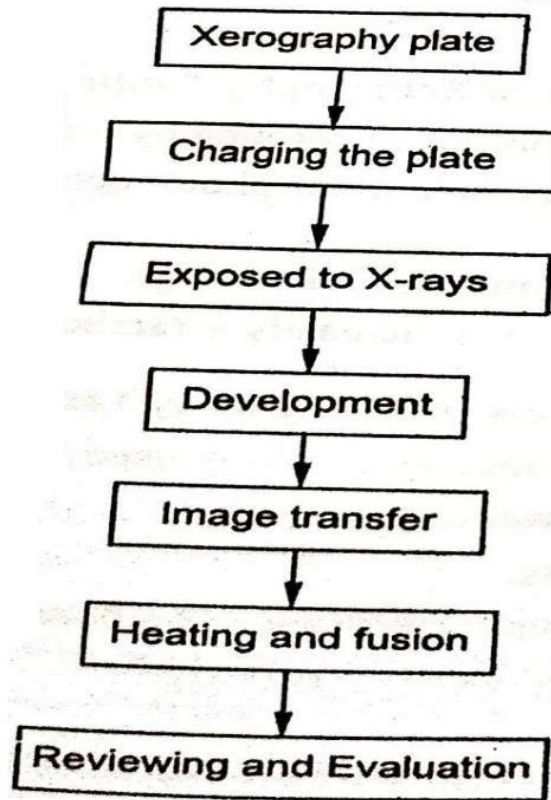 Xerography plate
Charging the plate
Exposed to X-rays
Development
Image transfer
Heating and fusion
Reviewing and Evaluation